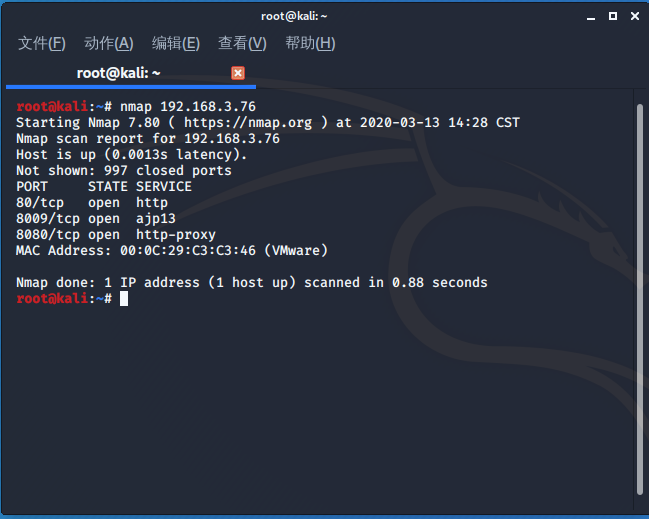 root@kali: ~
文件(F) 动作(A) 编辑(E) 查看(V) 帮助(H)
root@kali: ~
root@kali:~# nmap 192.168.3.76
Starting Nmap 7.80 ( https://nmap.org ) at 2020-03-13 14:28 CST
Nmap scan report for 192.168.3.76
Host is up (0.0013s latency).
Not shown: 997 closed ports
PORT     STATE SERVICE
80/tcp   open  http
8009/tcp open  ajp13
8080/tcp open  http-proxy
MAC Address: 00:0C:29:C3:C3:46 (VMware)
Nmap done: 1 IP address (1 host up) scanned in 0.88 seconds
root@kali:~#